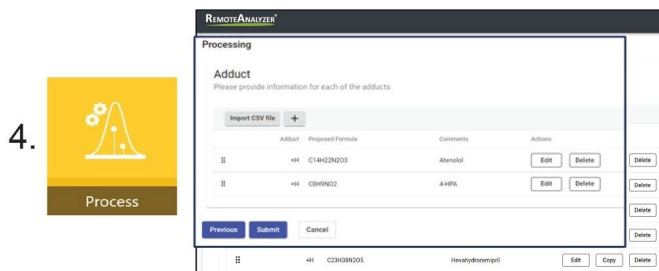 REMOTEANALYZER®
Processing
Adduct
Please provide information for each of the adducts
Import CSV file +
Adduct Proposed Formula Comments Actions
+H C14H22N2O3 Atenolol Edit Delete Delete
+H C8H9NO2 4-HPA Edit Delete Delete
Delete
Previous Submit Cancel Delete
+H C23H38N2O5 Hexahydroramipril Edit Copy Delete
4.
Process